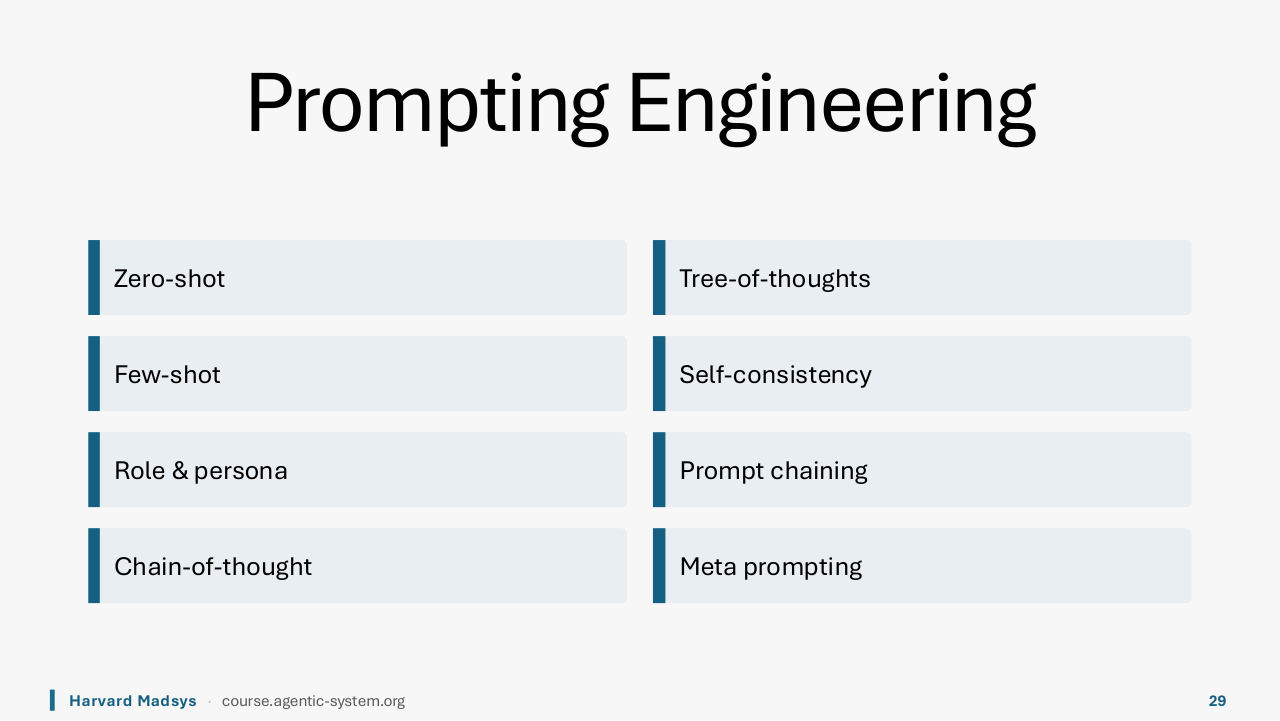 Prompting Engineering
Zero-shot
Few-shot
Role & persona
Chain-of-thought
Tree-of-thoughts
Self-consistency
Prompt chaining
Meta prompting
Harvard Madsys · course.agentic-system.org
29